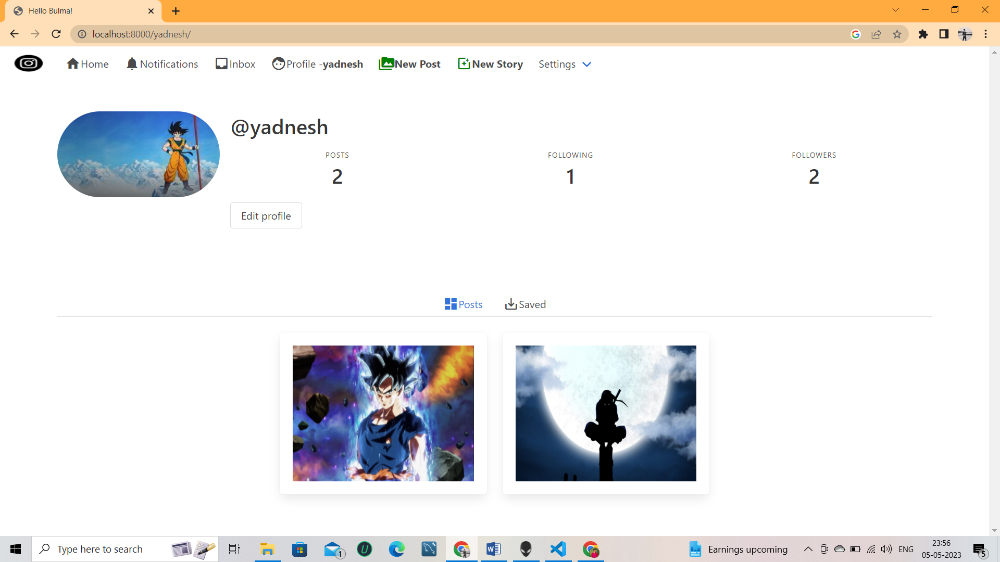 Hello Bulma!
localhost:8000/yadnesh/
Home Notifications Inbox Profile -yadnesh New Post New Story Settings
@yadnesh
POSTS FOLLOWING FOLLOWERS
2 1 2
Edit profile
Posts Saved
Type here to search 1 Earnings upcoming ENG 23:56
05-05-2023 5